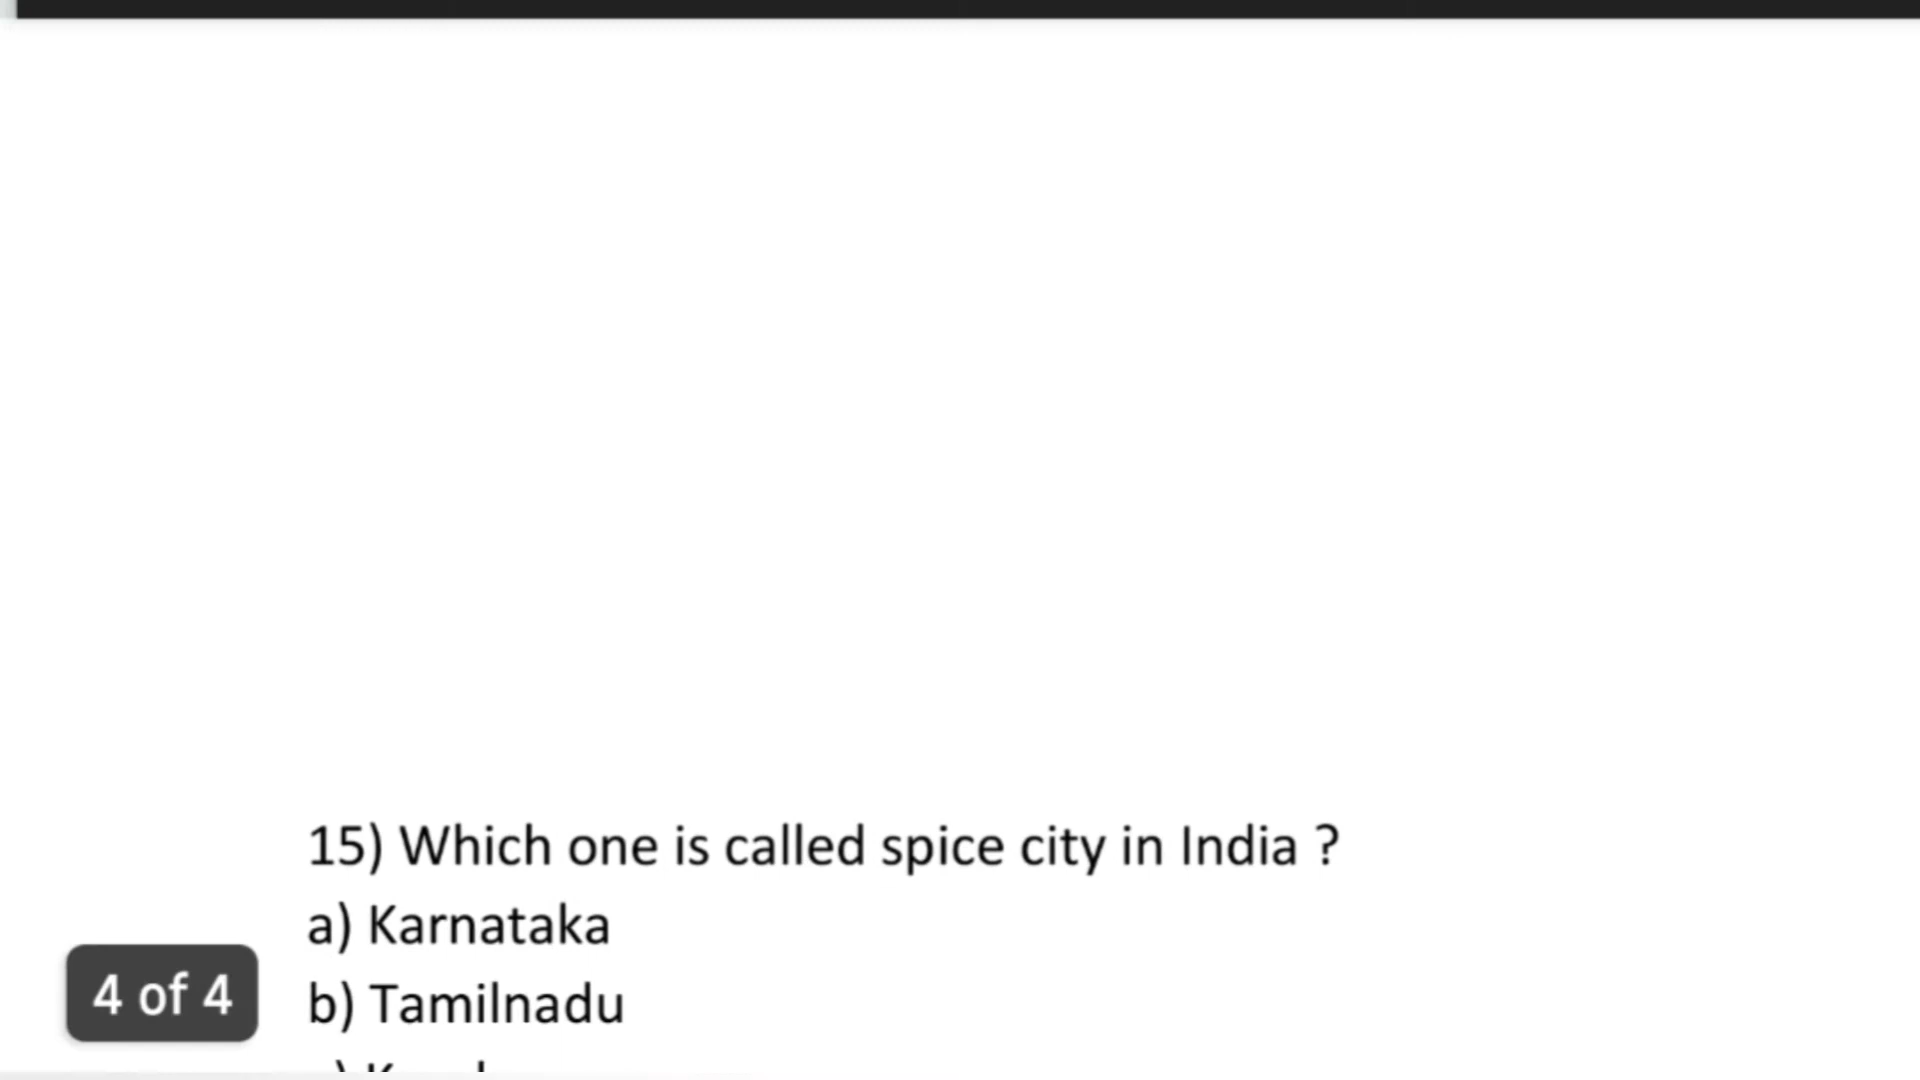 15) Which one is called spice city in India ?
a) Karnataka
b) Tamilnadu
4 of 4